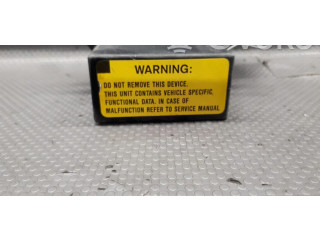 WARNING:
DO NOT REMOVE THIS DEVICE.
THIS UNIT CONTAINS VEHICLE SPECIFIC,
FUNCTIONAL DATA. IN CASE OF
MALFUNCTION REFER TO SERVICE MANUAL